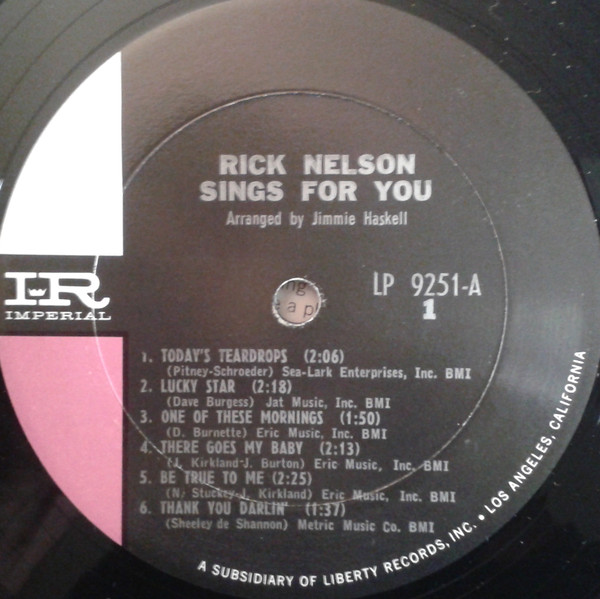 RICK NELSON
SINGS FOR YOU
Arranged by Jimmie Haskell
IR
IMPERIAL
LP 9251-A
1
1. TODAY'S TEARDROPS (2:06)
(Pitney-Schroeder) Sea-Lark Enterprises, Inc. BMI
2. LUCKY STAR (2:18)
(Dave Burgess) Jat Music, Inc. BMI
3. ONE OF THESE MORNINGS (1:50)
(D. Burnette) Eric Music, Inc. BMI
4. THERE GOES MY BABY (2:13)
(J. Kirkland-J. Burton) Eric Music, Inc. BMI
5. BE TRUE TO ME (2:25)
(N. Stuckey-J. Kirkland) Eric Music, Inc. BMI
6. THANK YOU DARLIN' (1:37)
(Sheeley de Shannon) Metric Music Co. BMI
A SUBSIDIARY OF LIBERTY RECORDS, INC. • LOS ANGELES, CALIFORNIA